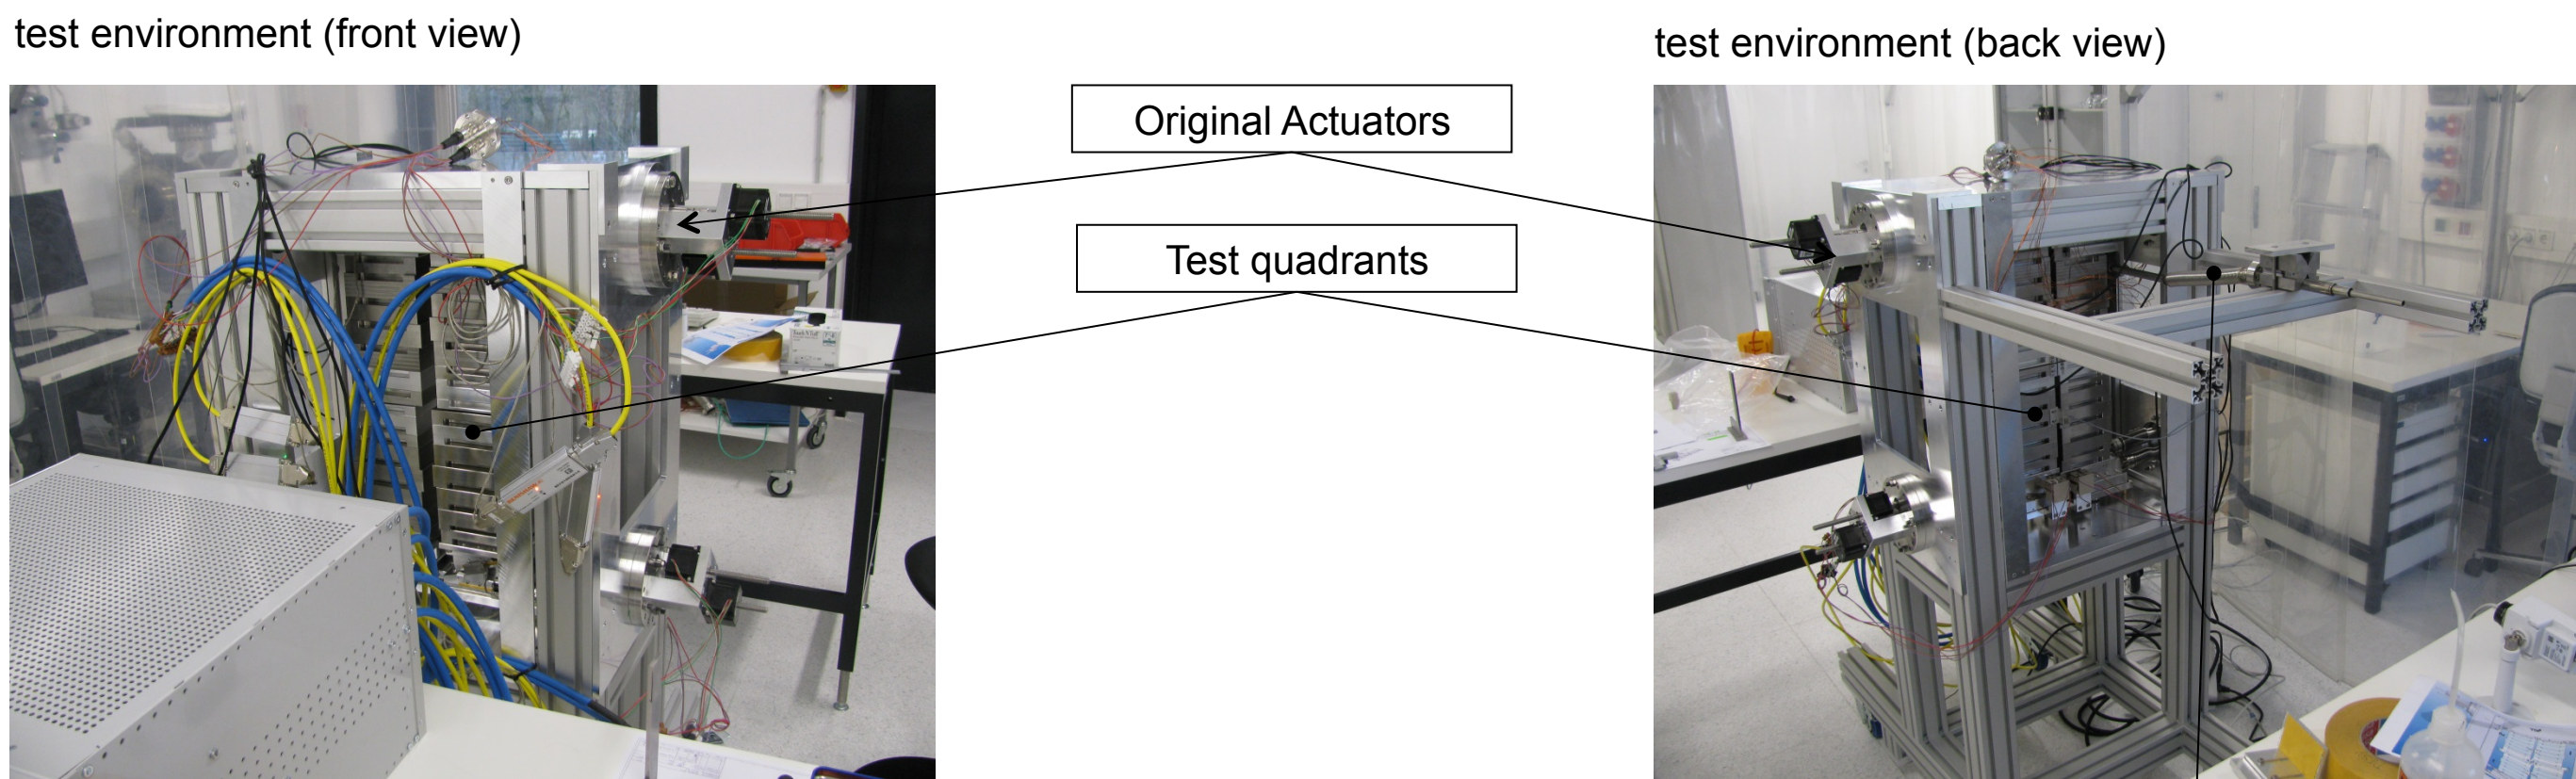 test environment (front view)
test environment (back view)
Original Actuators
Test quadrants